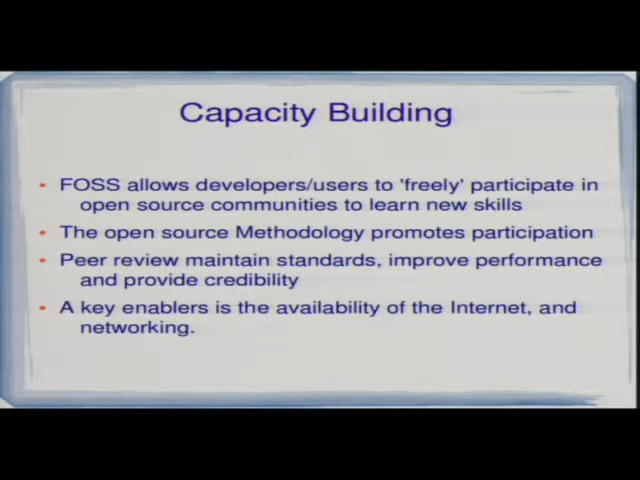 Capacity Building
• FOSS allows developers/users to 'freely' participate in
open source communities to learn new skills
• The open source Methodology promotes participation
• Peer review maintain standards, improve performance
and provide credibility
• A key enablers is the availability of the Internet, and
networking.